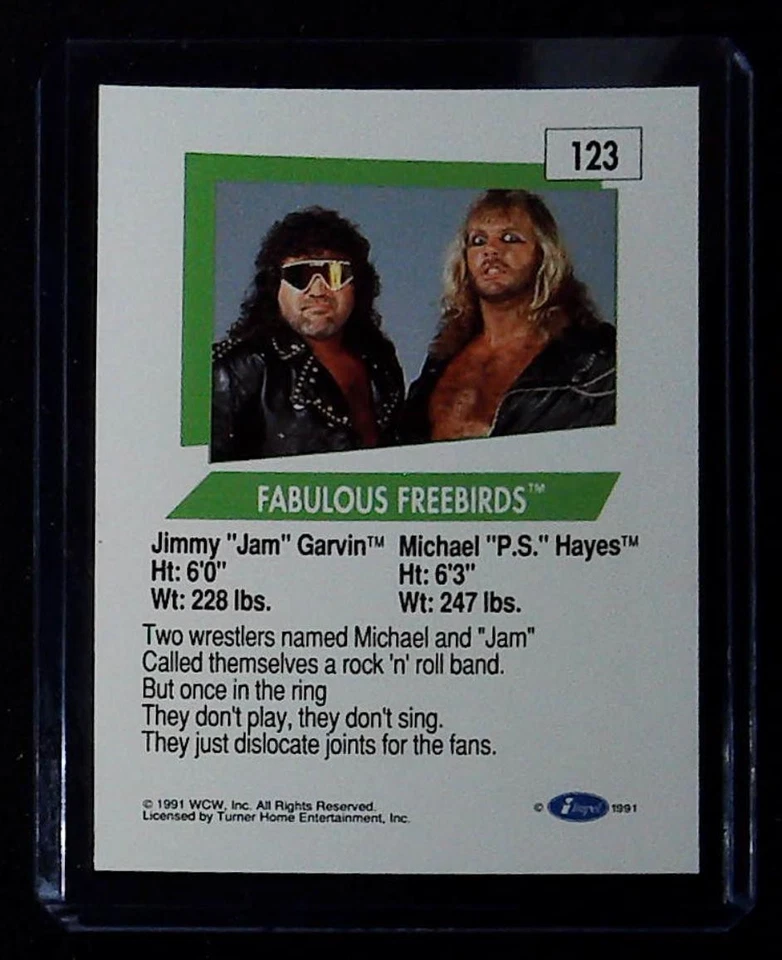 123
FABULOUS FREEBIRDS™
Jimmy "Jam" Garvin™ Michael "P.S." Hayes™
Ht: 6'0" Ht: 6'3"
Wt: 228 lbs. Wt: 247 lbs.
Two wrestlers named Michael and "Jam"
Called themselves a rock 'n' roll band.
But once in the ring
They don't play, they don't sing.
They just dislocate joints for the fans.
© 1991 WCW, Inc. All Rights Reserved.
Licensed by Turner Home Entertainment, Inc.
© impel 1991